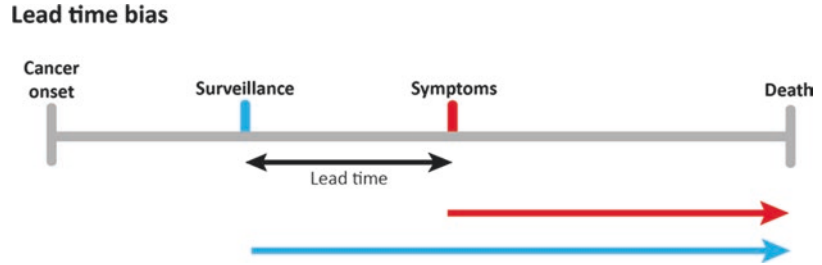 Lead time bias
Cancer
onset
Surveillance
Symptoms
Death
Lead time